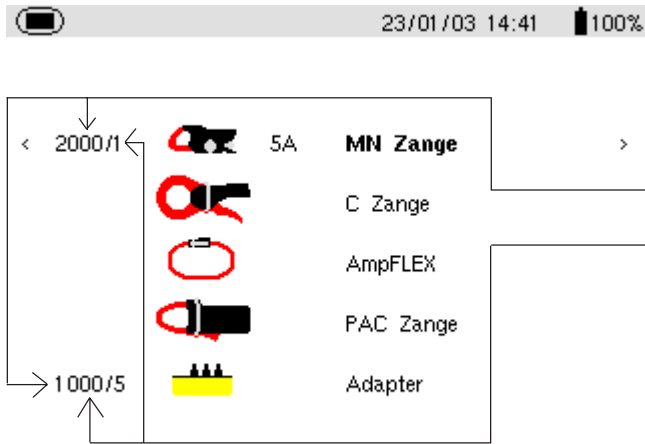 23/01/03 14:41 100%
< 2000/1 5A MN Zange >
C Zange
AmpFLEX
PAC Zange
1000/5 Adapter